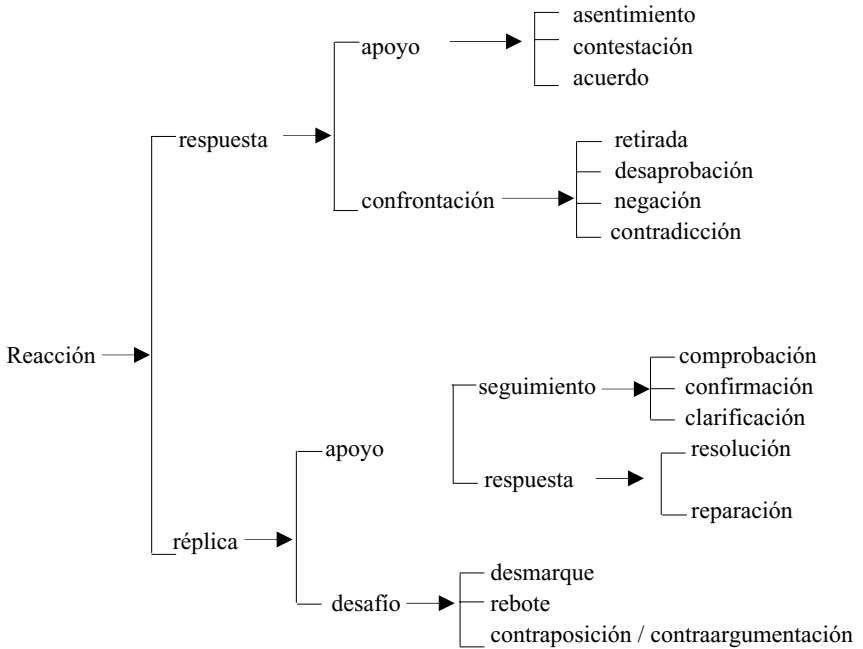 asentimiento
apoyo
contestación
acuerdo
respuesta
retirada
desaprobación
confrontación
negación
contradicción
Reacción
comprobación
seguimiento
confirmación
clarificación
apoyo
resolución
respuesta
reparación
réplica
desmarque
desafío
rebote
contraposición / contraargumentación